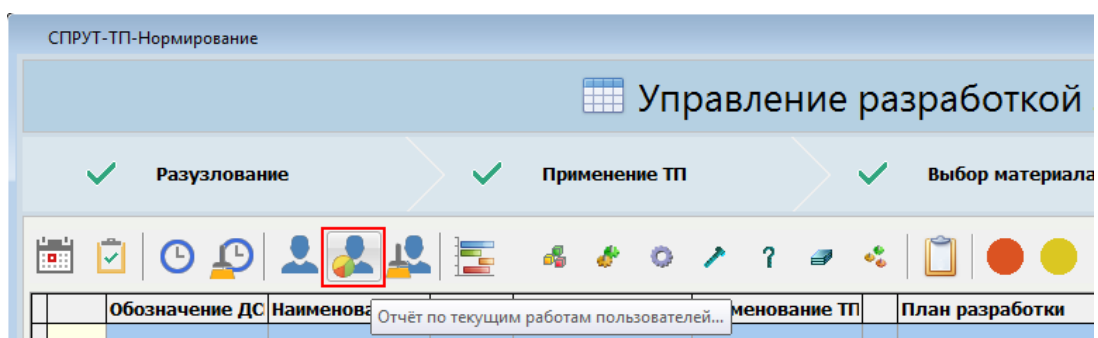 СПРУТ-ТП-Нормирование
Управление разработкой
Разузлование
Применение ТП
Выбор материала
?
Обозначение ДС Наименова менование ТП План разработки
Отчёт по текущим работам пользователей...